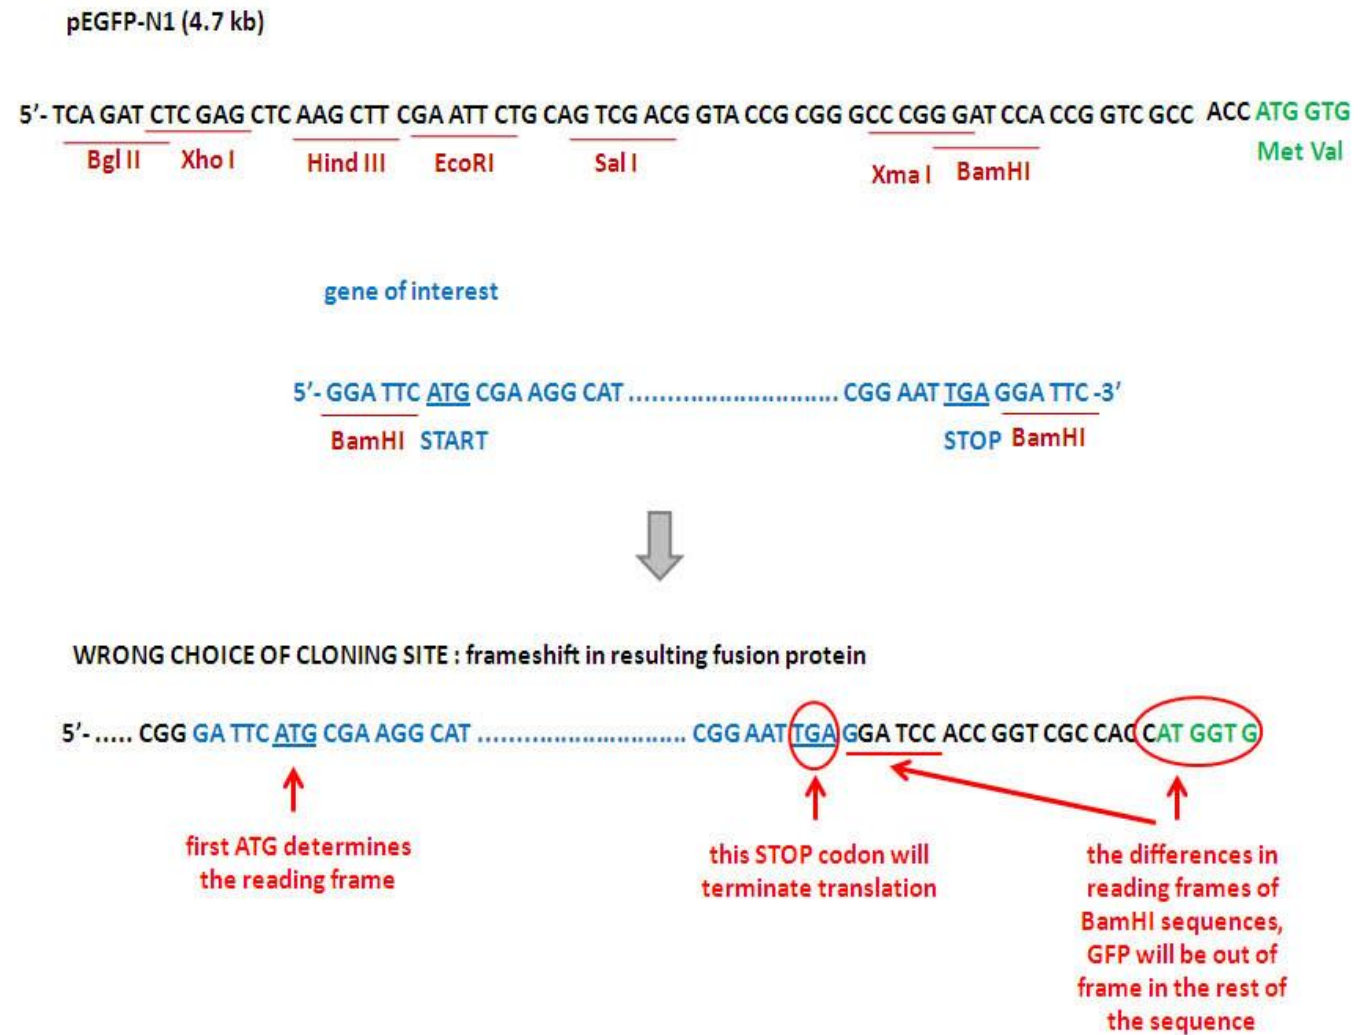 pEGFP-N1 (4.7 kb)
5’- TCA GAT CTC GAG CTC AAG CTT CGA ATT CTG CAG TCG ACG GTA CCG CGG GCC CGG GAT CCA CCG GTC GCC ACC ATG GTG
Bgl II Xho I Hind III EcoRI Sal I Xma I BamHI Met Val
gene of interest
5’- GGA TTC ATG CGA AGG CAT ................................ CGG AAT TGA GGA TTC -3’
BamHI START STOP BamHI
WRONG CHOICE OF CLONING SITE : frameshift in resulting fusion protein
5’- ..... CGG GA TTC ATG CGA AGG CAT ................................ CGG AAT TGA GGA TCC ACC GGT CGC CAC CAT GGT G
first ATG determines
the reading frame
this STOP codon will
terminate translation
the differences in
reading frames of
BamHI sequences,
GFP will be out of
frame in the rest of
the sequence